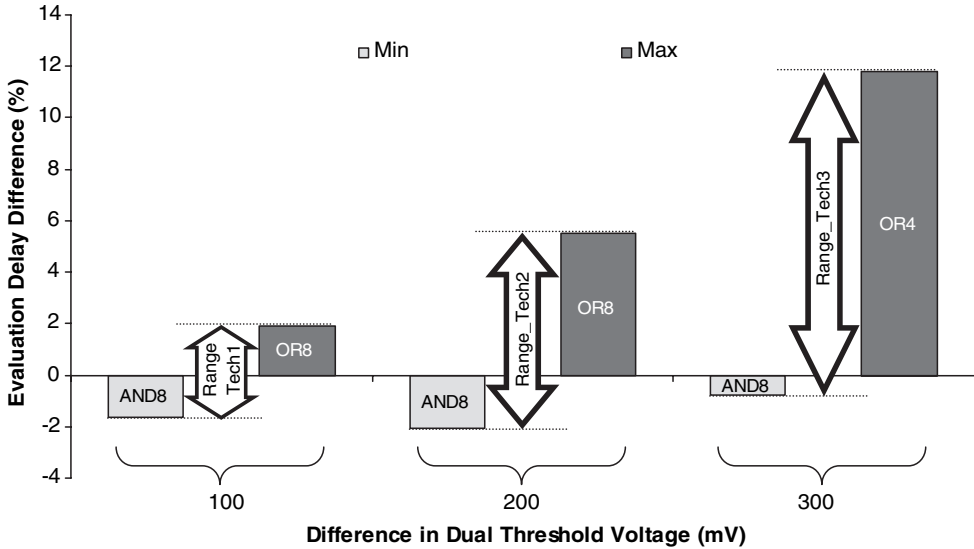 Min
Max
Evaluation Delay Difference (%)
14
12
10
8
6
4
2
0
-2
-4
AND8
Range
Tech1
OR8
AND8
Range_Tech2
OR8
AND8
Range_Tech3
OR4
100
200
300
Difference in Dual Threshold Voltage (mV)